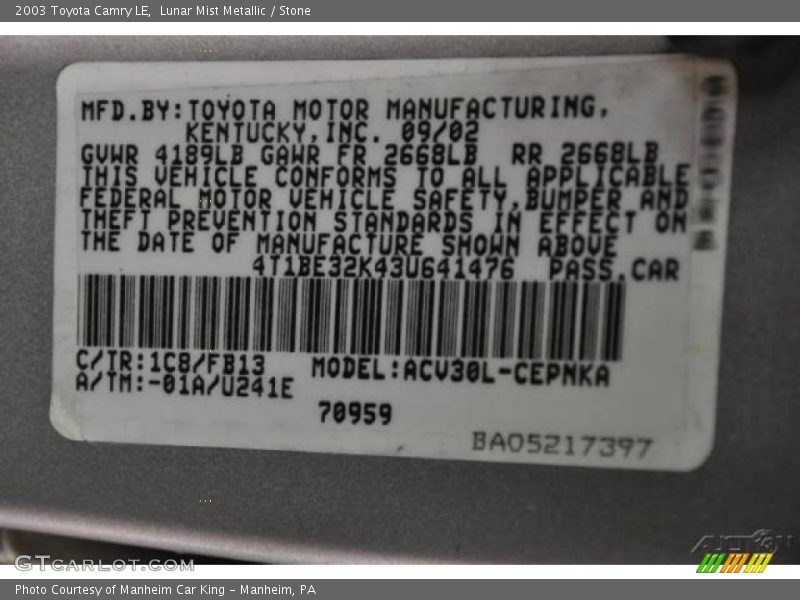 2003 Toyota Camry LE,  Lunar Mist Metallic / Stone
MFD.BY:TOYOTA MOTOR MANUFACTURING,
KENTUCKY,INC. 09/02
GVWR 4189LB GAWR FR 2668LB  RR 2668LB
THIS VEHICLE CONFORMS TO ALL APPLICABLE
FEDERAL MOTOR VEHICLE SAFETY,BUMPER AND
THEFT PREVENTION STANDARDS IN EFFECT ON
THE DATE OF MANUFACTURE SHOWN ABOVE
4T1BE32K43U641476  PASS.CAR
C/TR:1C8/FB13  MODEL:ACV30L-CEPNKA
A/TM:-01A/U241E
70959
BA05217397
GTCARLOT.COM
Photo Courtesy of Manheim Car King - Manheim, PA